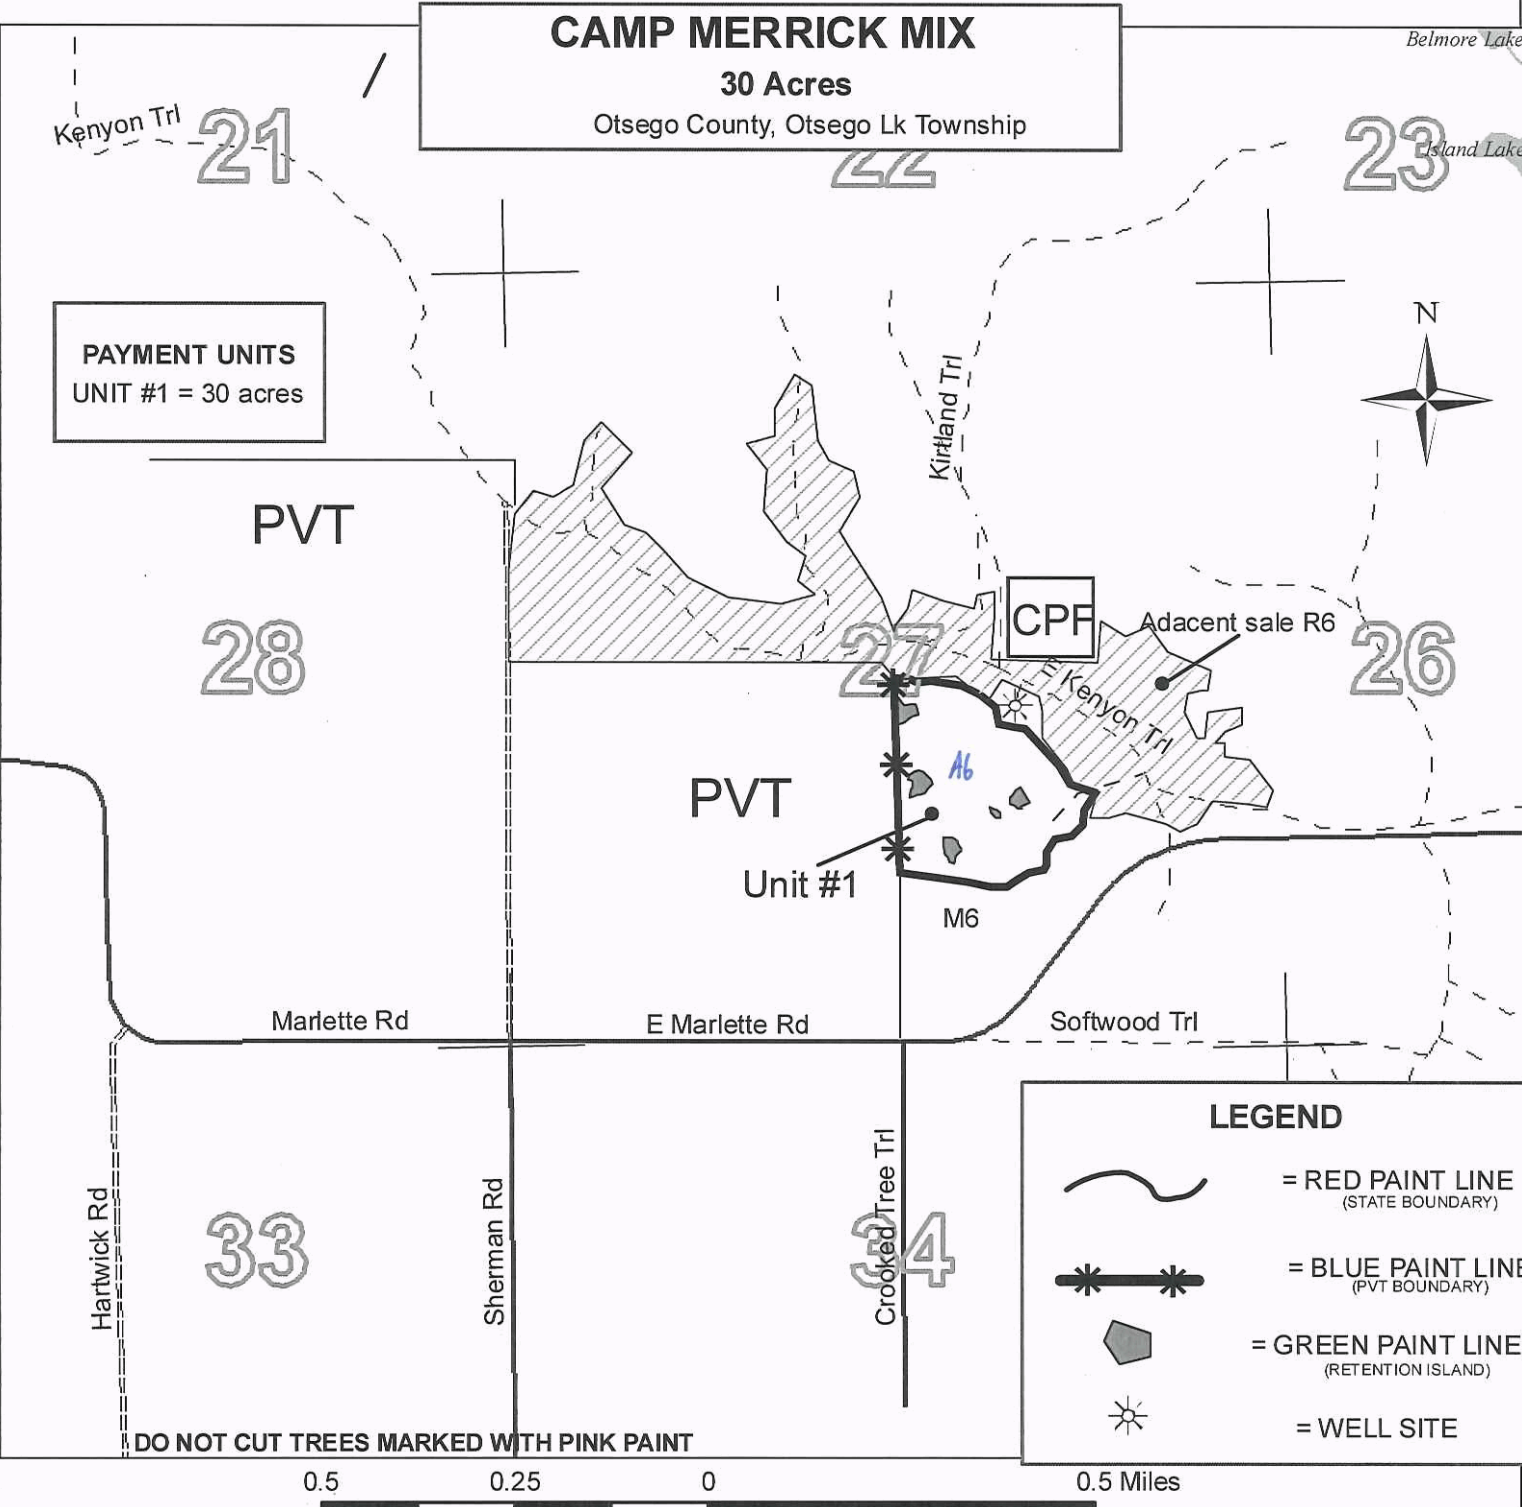 CAMP MERRICK MIX
30 Acres
Otsego County, Otsego Lk Township
Belmore Lake
Kenyon Trl
21
22
23
Island Lake
N
PAYMENT UNITS
UNIT #1 = 30 acres
Kirtland Trl
PVT
CPF
Adacent sale R6
28
27
26
Kenyon Trl
A6
PVT
Unit #1
M6
Marlette Rd
E Marlette Rd
Softwood Trl
LEGEND
= RED PAINT LINE
(STATE BOUNDARY)
= BLUE PAINT LINE
(PVT BOUNDARY)
= GREEN PAINT LINE
(RETENTION ISLAND)
= WELL SITE
Hartwick Rd
33
Sherman Rd
Crooked Tree Trl
34
DO NOT CUT TREES MARKED WITH PINK PAINT
0.5 0.25 0 0.5 Miles